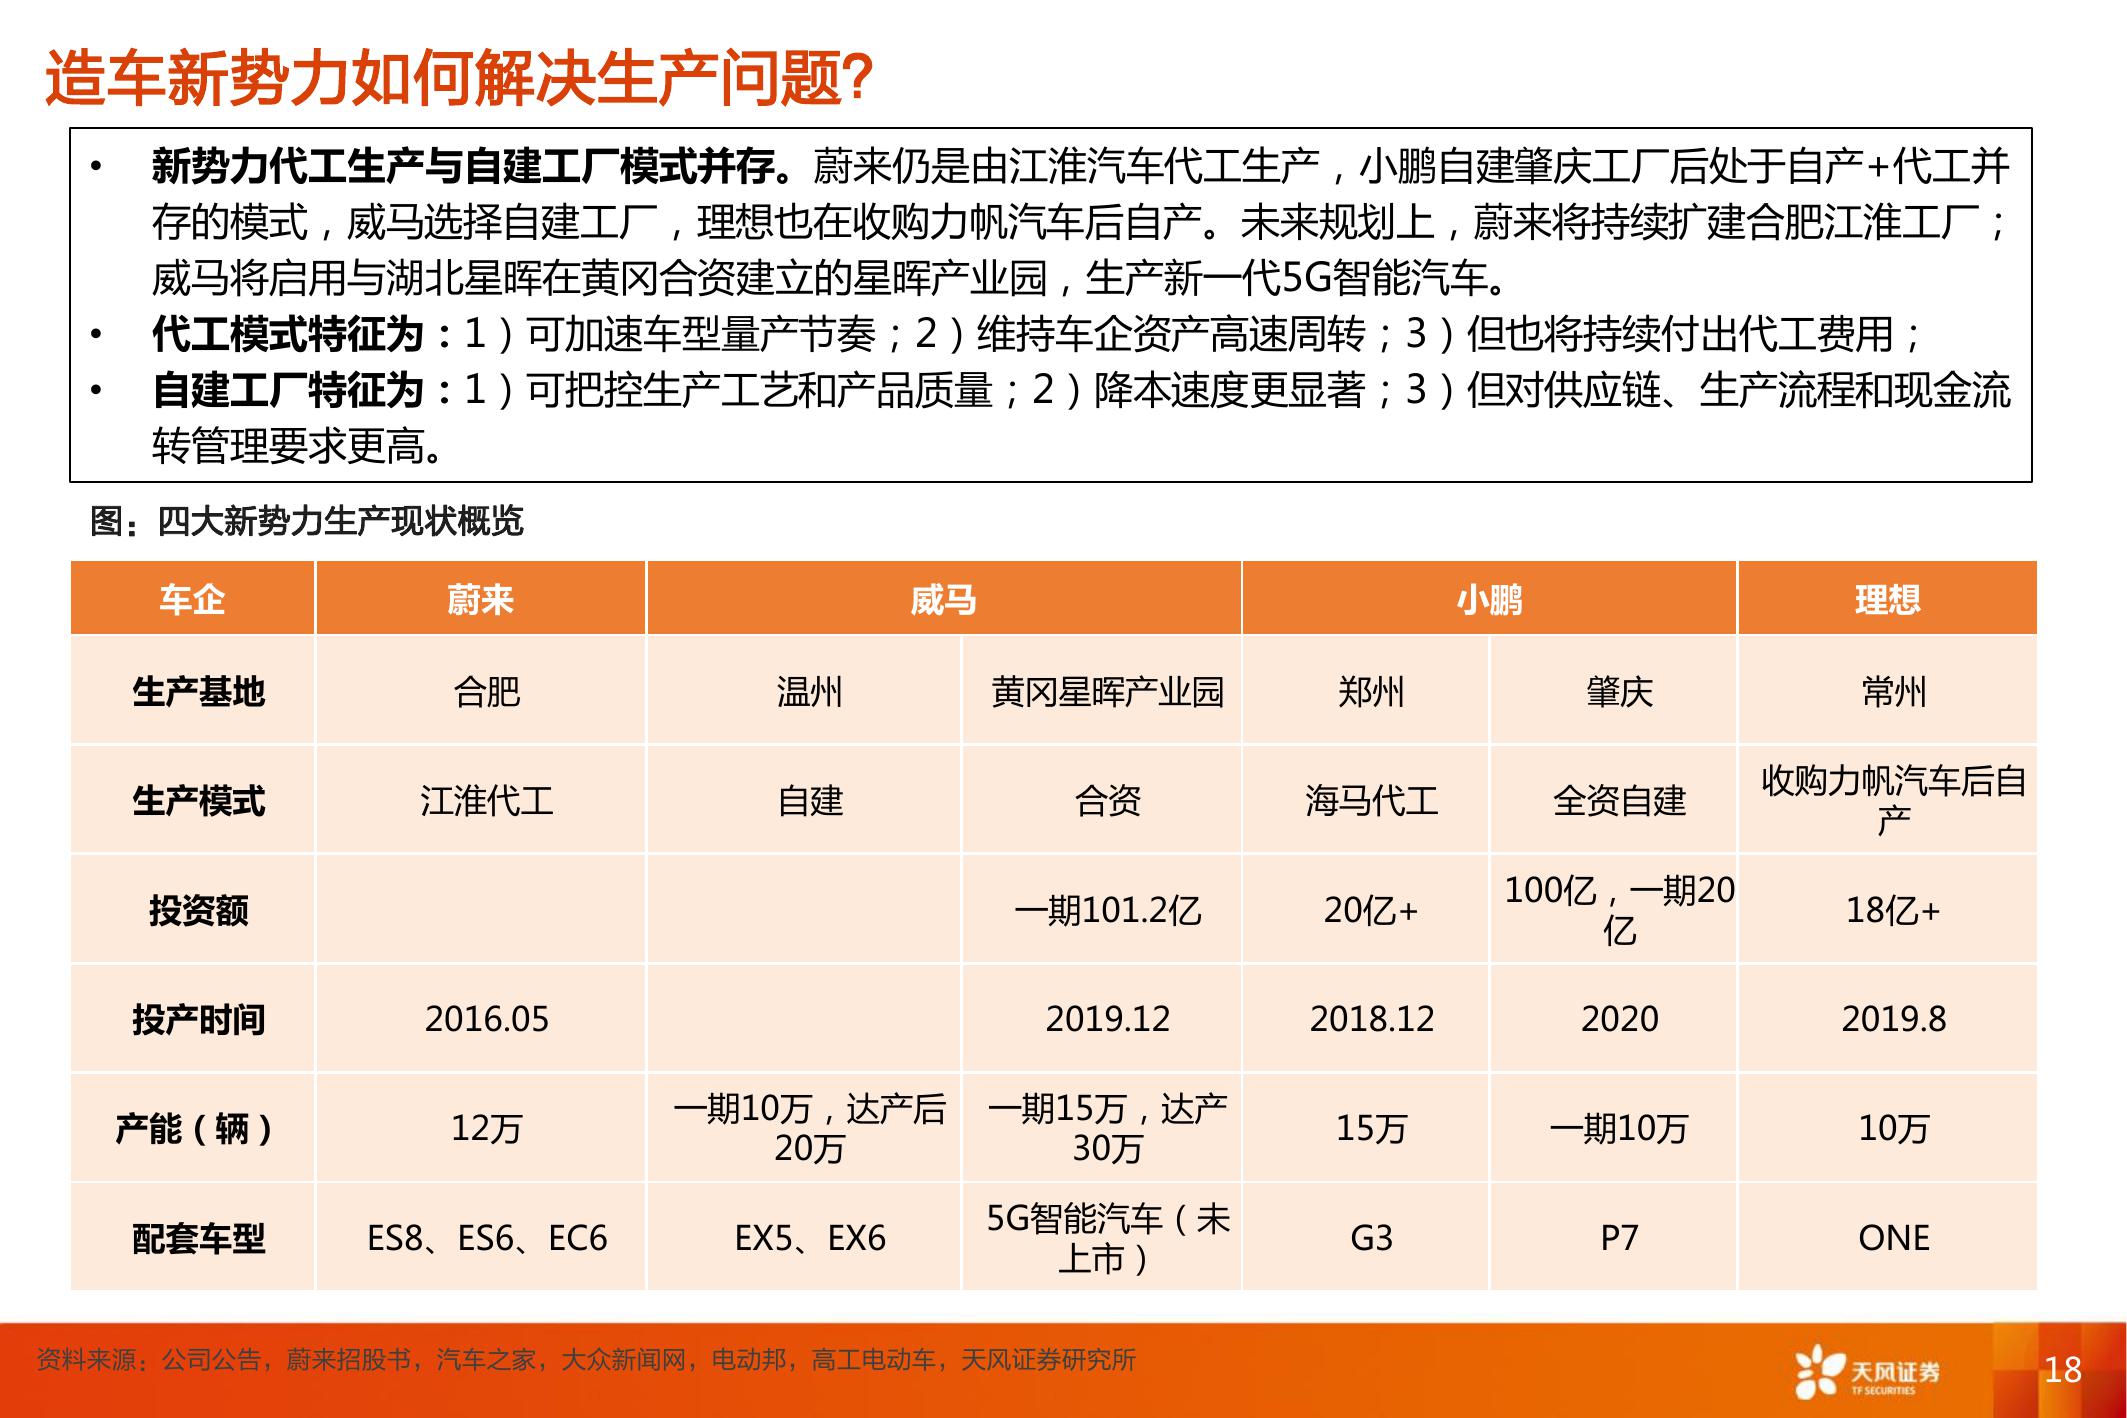 造车新势力如何解决生产问题?
• 新势力代工生产与自建工厂模式并存。蔚来仍是由江淮汽车代工生产，小鹏自建肇庆工厂后处于自产+代工并
存的模式，威马选择自建工厂，理想也在收购力帆汽车后自产。未来规划上，蔚来将持续扩建合肥江淮工厂；
威马将启用与湖北星晖在黄冈合资建立的星晖产业园，生产新一代5G智能汽车。
• 代工模式特征为：1）可加速车型量产节奏；2）维持车企资产高速周转；3）但也将持续付出代工费用；
• 自建工厂特征为：1）可把控生产工艺和产品质量；2）降本速度更显著；3）但对供应链、生产流程和现金流
转管理要求更高。
图：四大新势力生产现状概览
车企 蔚来 威马 小鹏 理想
生产基地 合肥 温州 黄冈星晖产业园 郑州 肇庆 常州
生产模式 江淮代工 自建 合资 海马代工 全资自建 收购力帆汽车后自
产
投资额 一期101.2亿 20亿+ 100亿，一期20
亿 18亿+
投产时间 2016.05 2019.12 2018.12 2020 2019.8
产能（辆） 12万 一期10万，达产后
20万 一期15万，达产
30万 15万 一期10万 10万
配套车型 ES8、ES6、EC6 EX5、EX6 5G智能汽车（未
上市） G3 P7 ONE
资料来源：公司公告，蔚来招股书，汽车之家，大众新闻网，电动邦，高工电动车，天风证券研究所
天风证券
TF SECURITIES
18